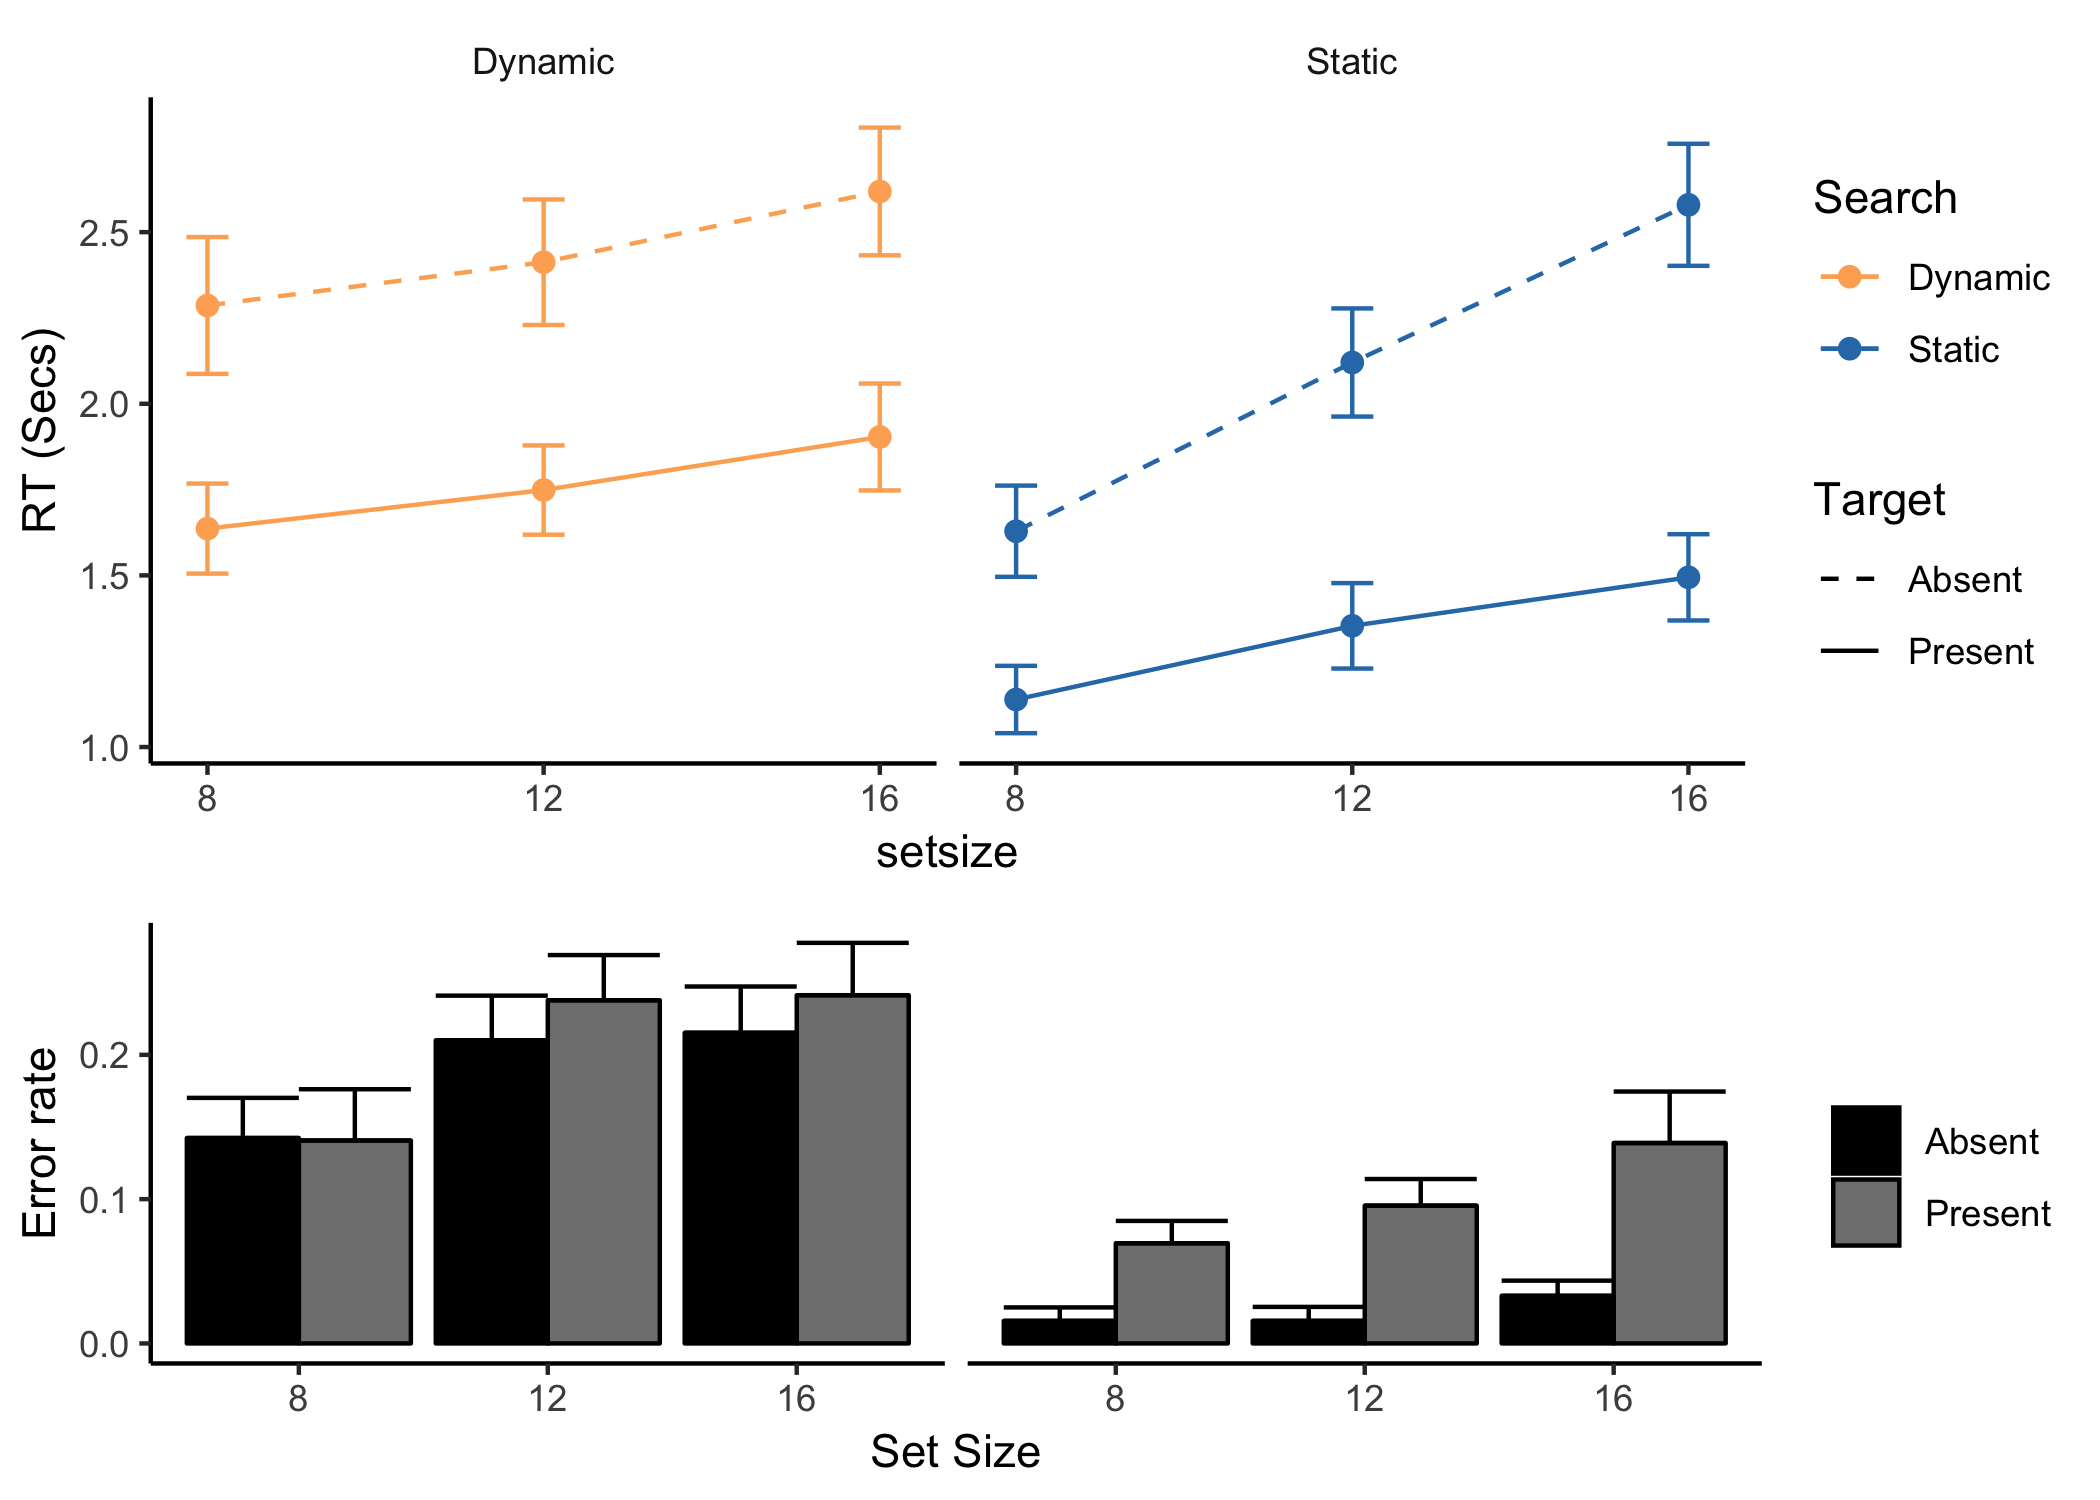 Dynamic Static
2.5
2.0
1.5
1.0
RT (Secs)
8 12 16 8 12 16
setsize
Search
Dynamic
Static
Target
Absent
Present
0.2
0.1
0.0
Error rate
8 12 16 8 12 16
Set Size
Absent
Present